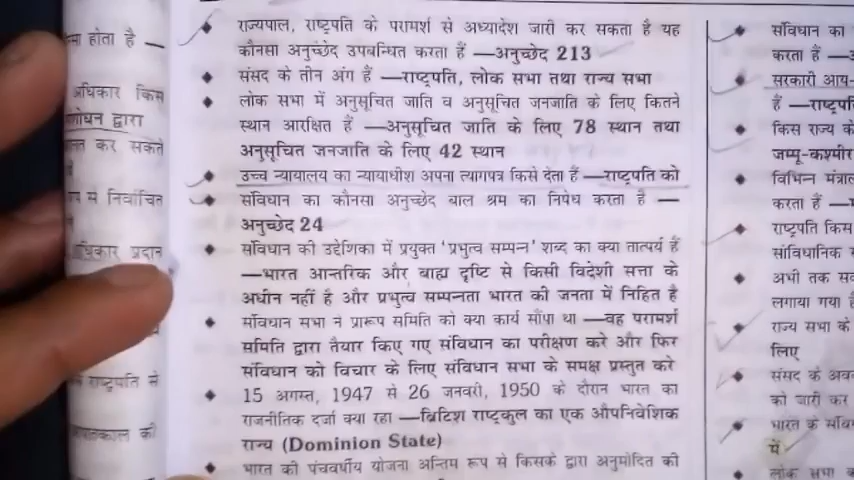 राज्यपाल, राष्ट्रपति के परामर्श से अध्यादेश जारी कर सकता है यह
कौनसा अनुच्छेद उपबन्धित करता हैं —अनुच्छेद 213
संसद के तीन अंग हैं —राष्ट्रपति, लोक सभा तथा राज्य सभा
लोक सभा में अनुसूचित जाति व अनुसूचित जनजाति के लिए कितने
स्थान आरक्षित हैं —अनुसूचित जाति के लिए 78 स्थान तथा
अनुसूचित जनजाति के लिए 42 स्थान
उच्च न्यायालय का न्यायाधीश अपना त्यागपत्र किसे देता हैं —राष्ट्रपति को
संविधान का कौनसा अनुच्छेद बाल श्रम का निषेध करता है —
अनुच्छेद 24
संविधान की उद्देशिका में प्रयुक्त 'प्रभुत्व सम्पन्न' शब्द का क्या तात्पर्य हैं
—भारत आन्तरिक और बाह्य दृष्टि से किसी विदेशी सत्ता के
अधीन नहीं है और प्रभुत्व सम्पन्नता भारत की जनता में निहित है
संविधान सभा ने प्रारूप समिति को क्या कार्य सौंपा था —वह परामर्श
समिति द्वारा तैयार किए गए संविधान का परीक्षण करे और फिर
संविधान को विचार के लिए संविधान सभा के समक्ष प्रस्तुत करे
15 अगस्त, 1947 से 26 जनवरी, 1950 के दौरान भारत का
राजनीतिक दर्जा क्या रहा —ब्रिटिश राष्ट्रकुल का एक औपनिवेशिक
राज्य (Dominion State)
भारत की पंचवर्षीय योजना अन्तिम रूप से किसके द्वारा अनुमोदित की
होता है —
अधिकार किस
द्वारा
कर सकते
निर्वाचित
अधिकार प्रदान
राष्ट्रपति से
की
संविधान का
करता हैं —
सरकारी आय-
हैं —राष्ट्रपति
किस राज्य के
जम्मू-कश्मीर
विभिन्न
करता हैं —
राष्ट्रपति किस
सांविधानिक
अभी तक
लगाया गया
राज्य सभा के
लिए
संसद के
को जारी कर
भारत के
में
लोक सभा